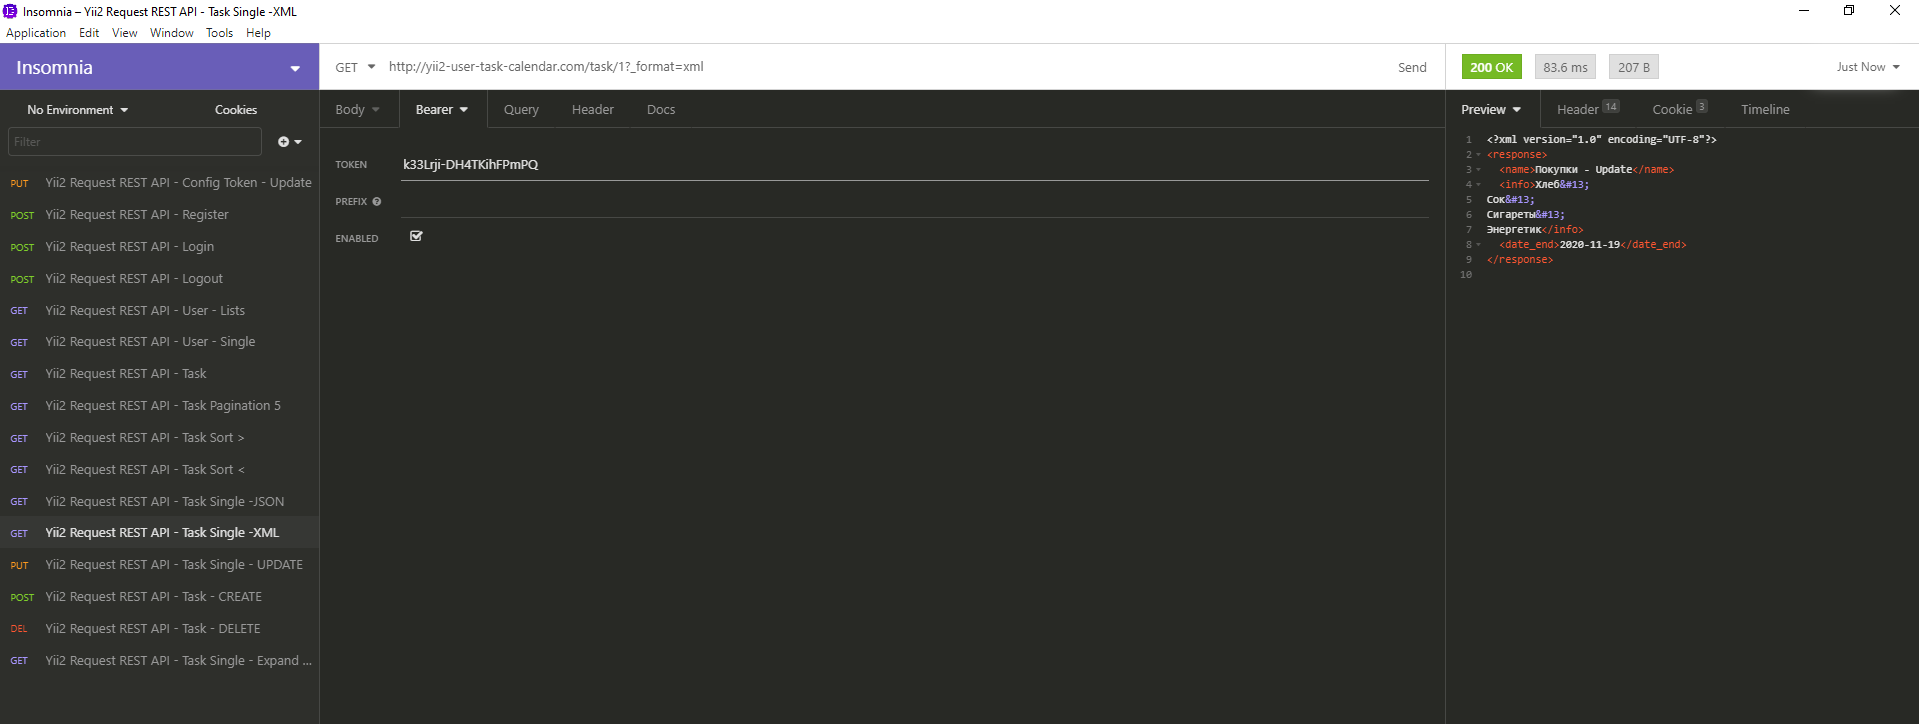 Insomnia – Yii2 Request REST API - Task Single -XML
Application Edit View Window Tools Help
Insomnia
GET http://yii2-user-task-calendar.com/task/1?_format=xml Send
200 OK 83.6 ms 207 B Just Now
No Environment Cookies
Filter
PUT Yii2 Request REST API - Config Token - Update
POST Yii2 Request REST API - Register
POST Yii2 Request REST API - Login
POST Yii2 Request REST API - Logout
GET Yii2 Request REST API - User - Lists
GET Yii2 Request REST API - User - Single
GET Yii2 Request REST API - Task
GET Yii2 Request REST API - Task Pagination 5
GET Yii2 Request REST API - Task Sort >
GET Yii2 Request REST API - Task Sort <
GET Yii2 Request REST API - Task Single -JSON
GET Yii2 Request REST API - Task Single -XML
PUT Yii2 Request REST API - Task Single - UPDATE
POST Yii2 Request REST API - Task - CREATE
DEL Yii2 Request REST API - Task - DELETE
GET Yii2 Request REST API - Task Single - Expand ...
Body Bearer Query Header Docs
TOKEN k33Lrji-DH4TKihFPmPQ
PREFIX
ENABLED
Preview Header 14 Cookie 3 Timeline
1 <?xml version="1.0" encoding="UTF-8"?>
2 <response>
3 <name>Покупки - Update</name>
4 <info>Хлеб&#13;
5 Сок&#13;
6 Сигареты&#13;
7 Энергетик</info>
8 <date_end>2020-11-19</date_end>
9 </response>
10